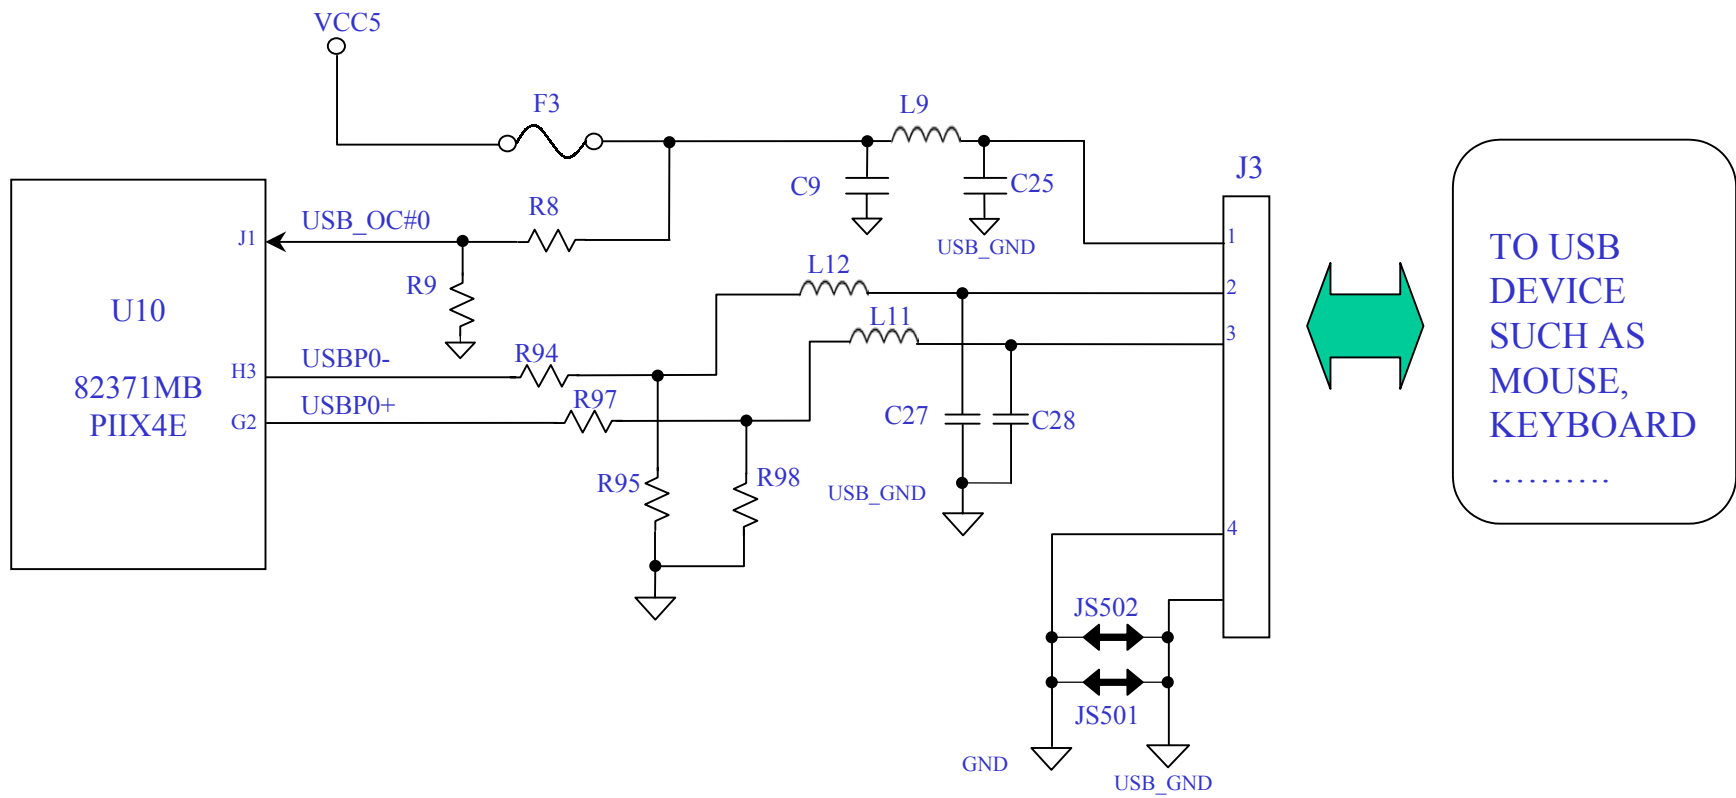 VCC5
F3
L9
C9
C25
J3
USB_OC#0
R8
J1
R9
USB_GND
1
L12
2
L11
3
U10
82371MB
PIIX4E
H3
USBP0-
R94
G2
USBP0+
R97
C27
C28
R95
R98
USB_GND
4
JS502
JS501
GND
USB_GND
TO USB
DEVICE
SUCH AS
MOUSE,
KEYBOARD
..........